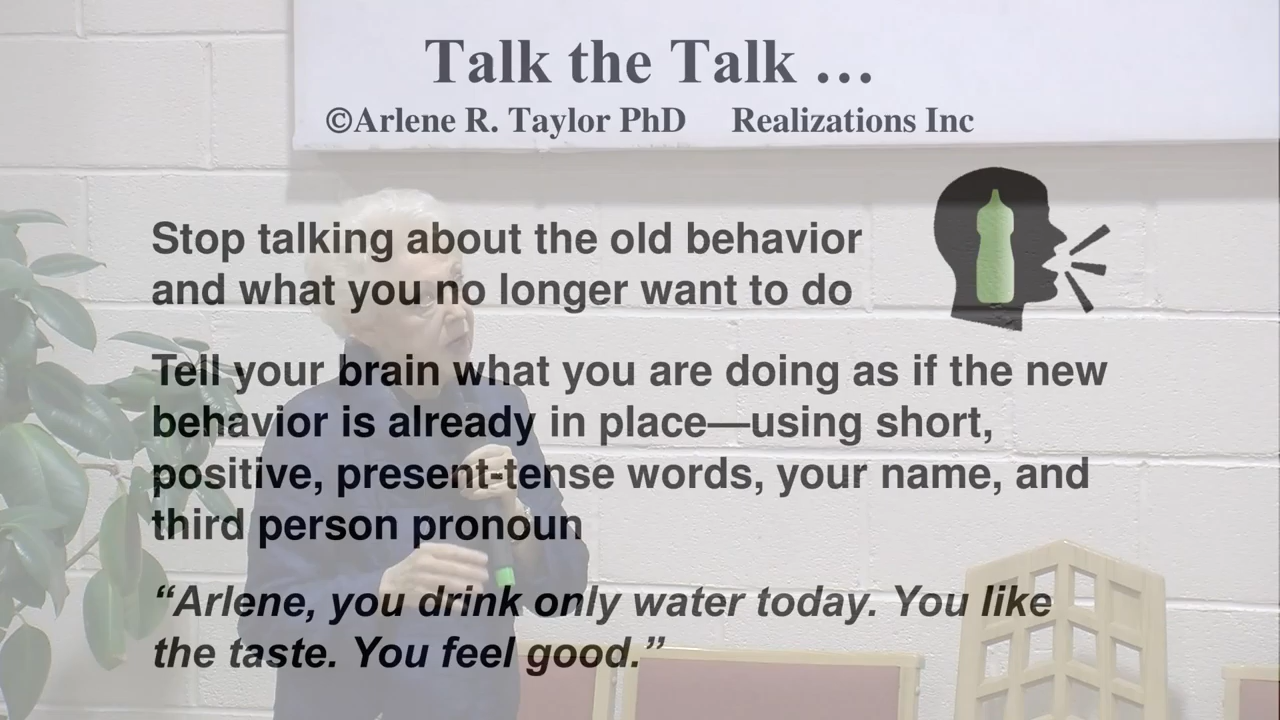 Talk the Talk …
©Arlene R. Taylor PhD Realizations Inc
Stop talking about the old behavior
and what you no longer want to do
Tell your brain what you are doing as if the new
behavior is already in place—using short,
positive, present-tense words, your name, and
third person pronoun
“Arlene, you drink only water today. You like
the taste. You feel good.”